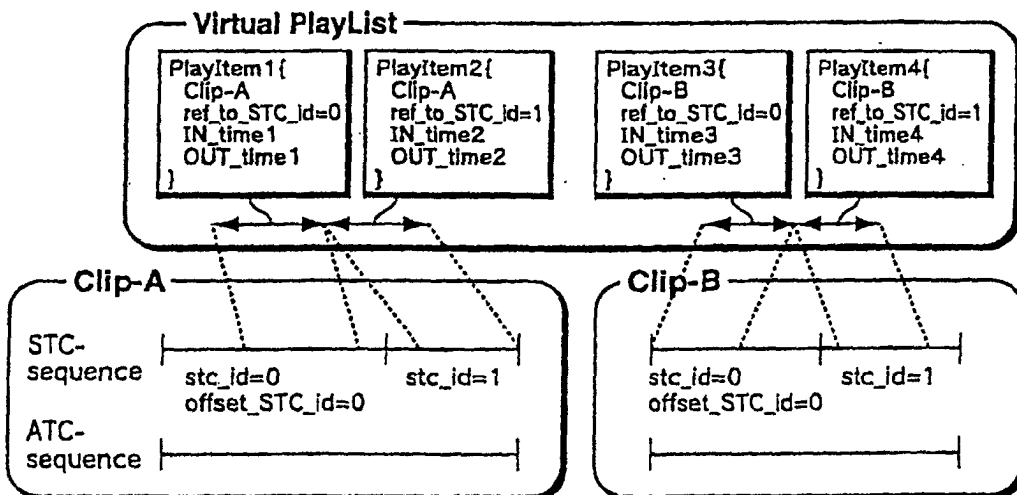 Virtual PlayList
PlayItem1{
Clip-A
ref_to_STC_id=0
IN_time1
OUT_time1
}
PlayItem2{
Clip-A
ref_to_STC_id=1
IN_time2
OUT_time2
}
PlayItem3{
Clip-B
ref_to_STC_id=0
IN_time3
OUT_time3
}
PlayItem4{
Clip-B
ref_to_STC_id=1
IN_time4
OUT_time4
}
Clip-A
STC-
sequence
stc_id=0
offset_STC_id=0
stc_id=1
ATC-
sequence
Clip-B
stc_id=0
offset_STC_id=0
stc_id=1